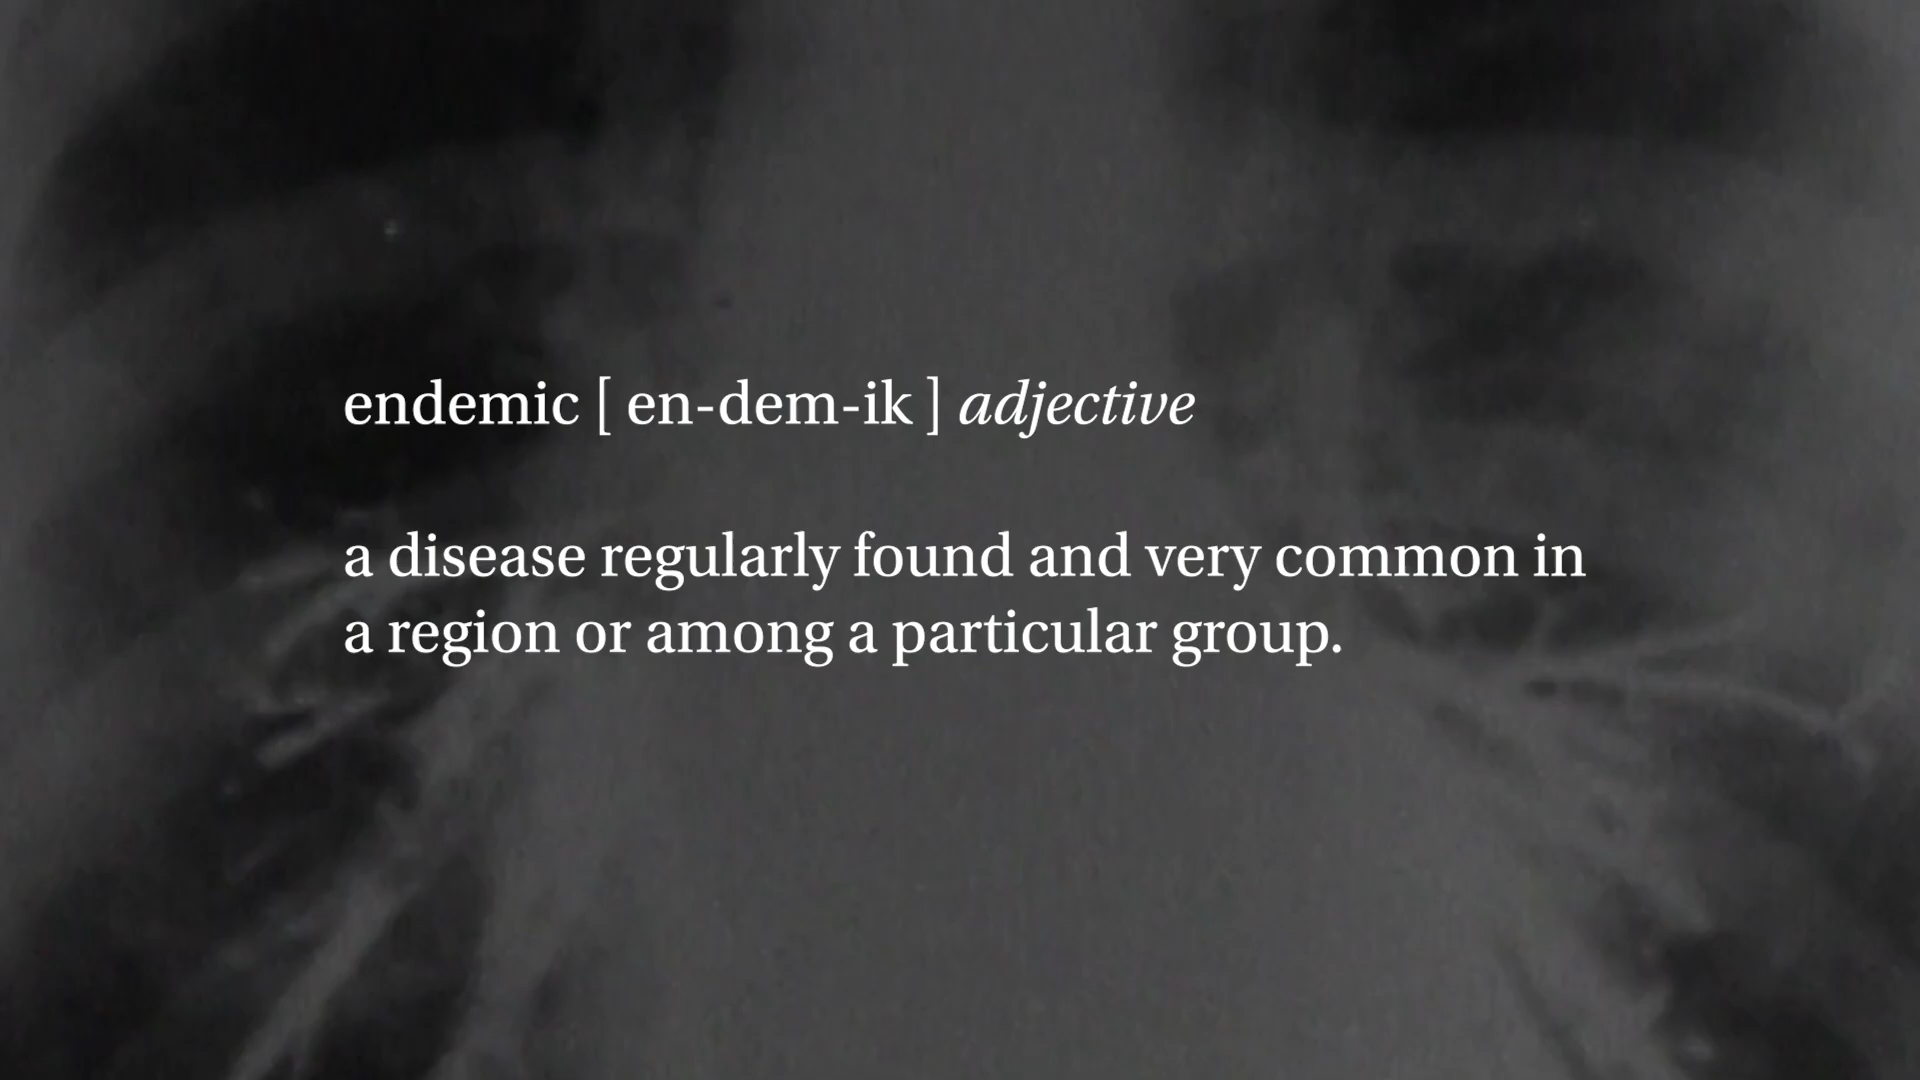 endemic [ en-dem-ik ] adjective
a disease regularly found and very common in
a region or among a particular group.